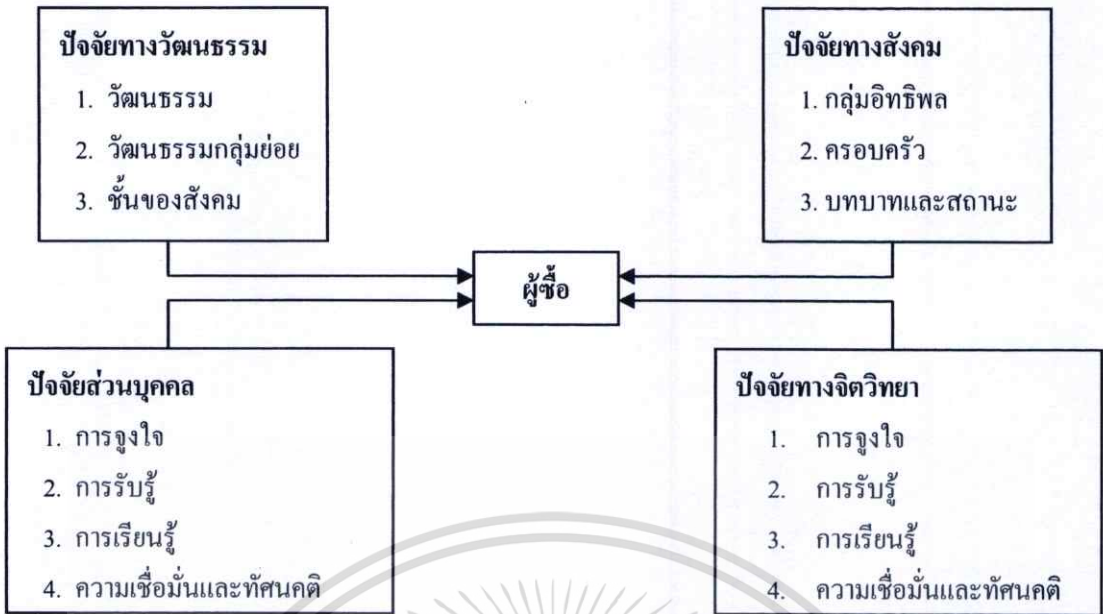 ปัจจัยทางวัฒนธรรม
1. วัฒนธรรม
2. วัฒนธรรมกลุ่มย่อย
3. ชั้นของสังคม
ปัจจัยทางสังคม
1. กลุ่มอิทธิพล
2. ครอบครัว
3. บทบาทและสถานะ
ผู้ซื้อ
ปัจจัยส่วนบุคคล
1. การจูงใจ
2. การรับรู้
3. การเรียนรู้
4. ความเชื่อมั่นและทัศนคติ
ปัจจัยทางจิตวิทยา
1. การจูงใจ
2. การรับรู้
3. การเรียนรู้
4. ความเชื่อมั่นและทัศนคติ